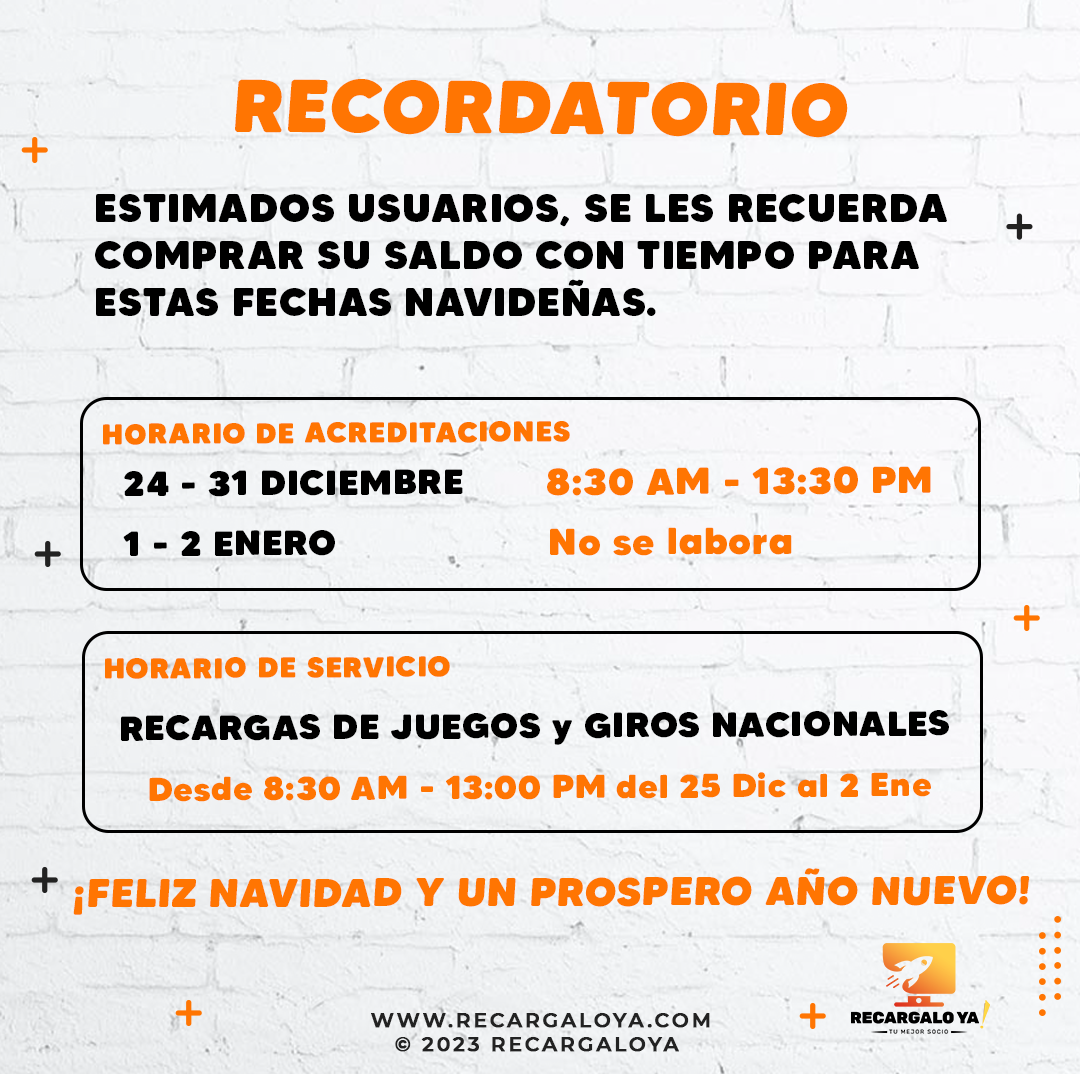 RECORDATORIO
ESTIMADOS USUARIOS, SE LES RECUERDA
COMPRAR SU SALDO CON TIEMPO PARA
ESTAS FECHAS NAVIDEÑAS.
HORARIO DE ACREDITACIONES
24 - 31 DICIEMBRE 8:30 AM - 13:30 PM
1 - 2 ENERO No se labora
HORARIO DE SERVICIO
RECARGAS DE JUEGOS y GIROS NACIONALES
Desde 8:30 AM - 13:00 PM del 25 Dic al 2 Ene
¡FELIZ NAVIDAD Y UN PROSPERO AÑO NUEVO!
RECARGALO YA!
TU MEJOR SOCIO
WWW.RECARGALOYA.COM
© 2023 RECARGALOYA